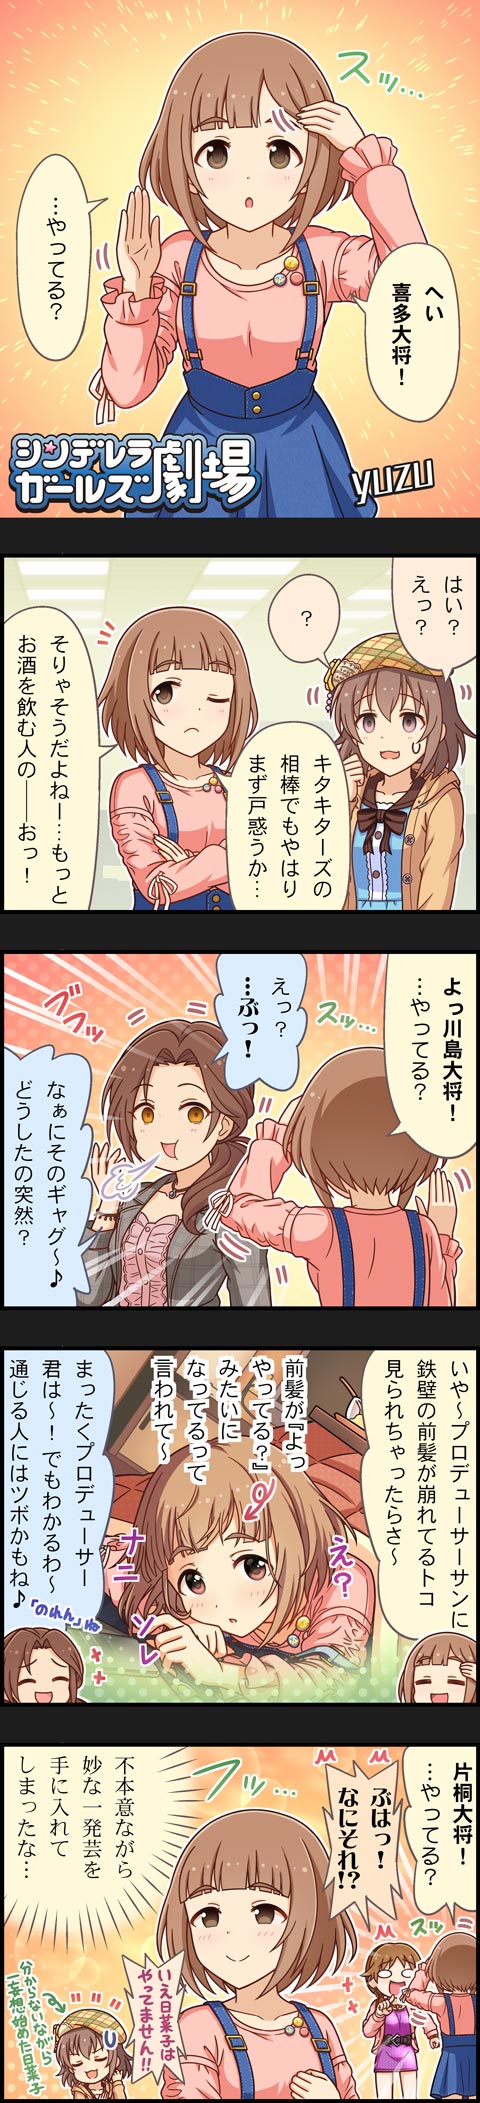 スッ…
へい
喜多大将！
…やってる？
シンデレラ
ガールズ劇場
yuzu
はい？
えっ？
？
キタキターズの
相棒でもやはり
まず戸惑うか…
そりゃそうだよねー…もっと
お酒を飲む人の――おっ！
よっ川島大将！
…やってる？
スッ…
えっ？
…ぶっ！
ブフッ
なぁにそのギャグ～♪
どうしたの突然？
いや～プロデューサーサンに
鉄壁の前髪が崩れてるトコ
見られちゃったらさ～
前髪が『よっ
やってる？』
みたいに
なってるって
言われて～
え？
ナニ
ソレ
まったくプロデューサー
君は～！でもわかるわ～
通じる人にはツボかもね♪
「のれん」ね
片桐大将！
…やってる？
スッ
ぶはっ！
なにそれ!?
フッ…
不本意ながら
妙な一発芸を
手に入れて
しまったな…
いえ日菜子は
やってません!!
分からないながら
妄想始めた日菜子